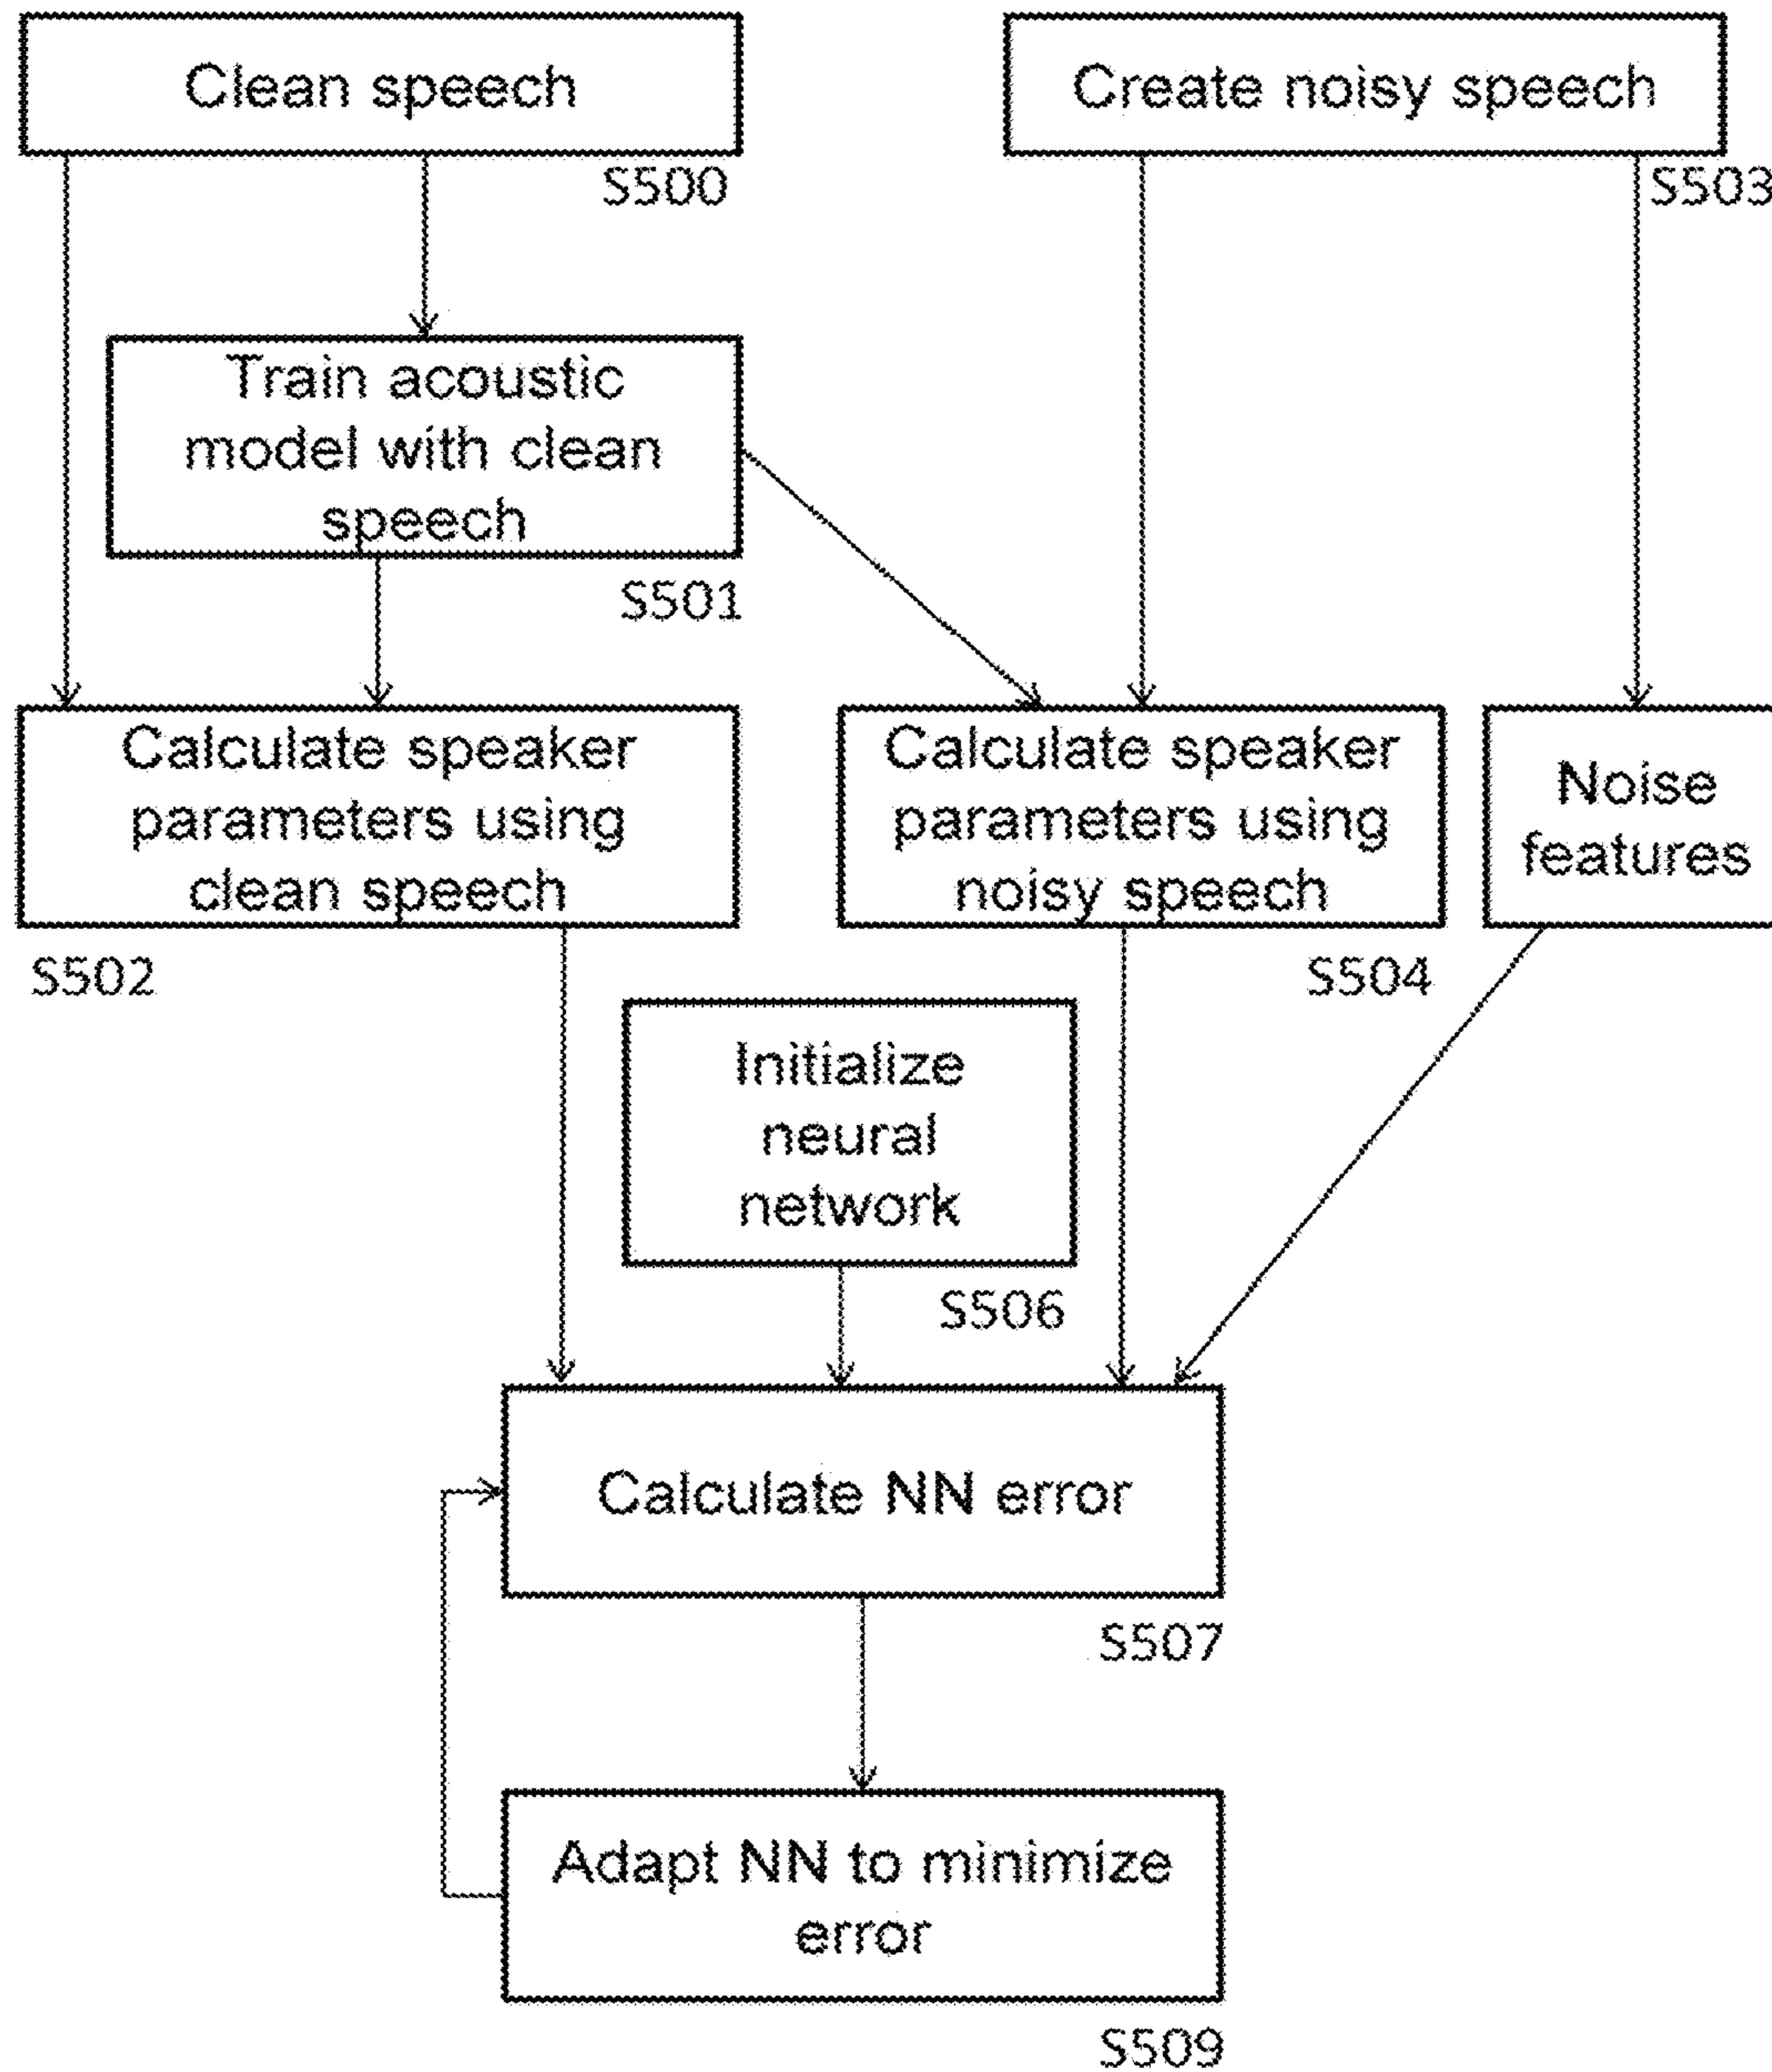 Clean speech
S500
Create noisy speech
S503
Train acoustic
model with clean
speech
S501
Calculate speaker
parameters using
clean speech
S502
Calculate speaker
parameters using
noisy speech
S504
Noise
features
Initialize
neural
network
S506
Calculate NN error
S507
Adapt NN to minimize
error
S509